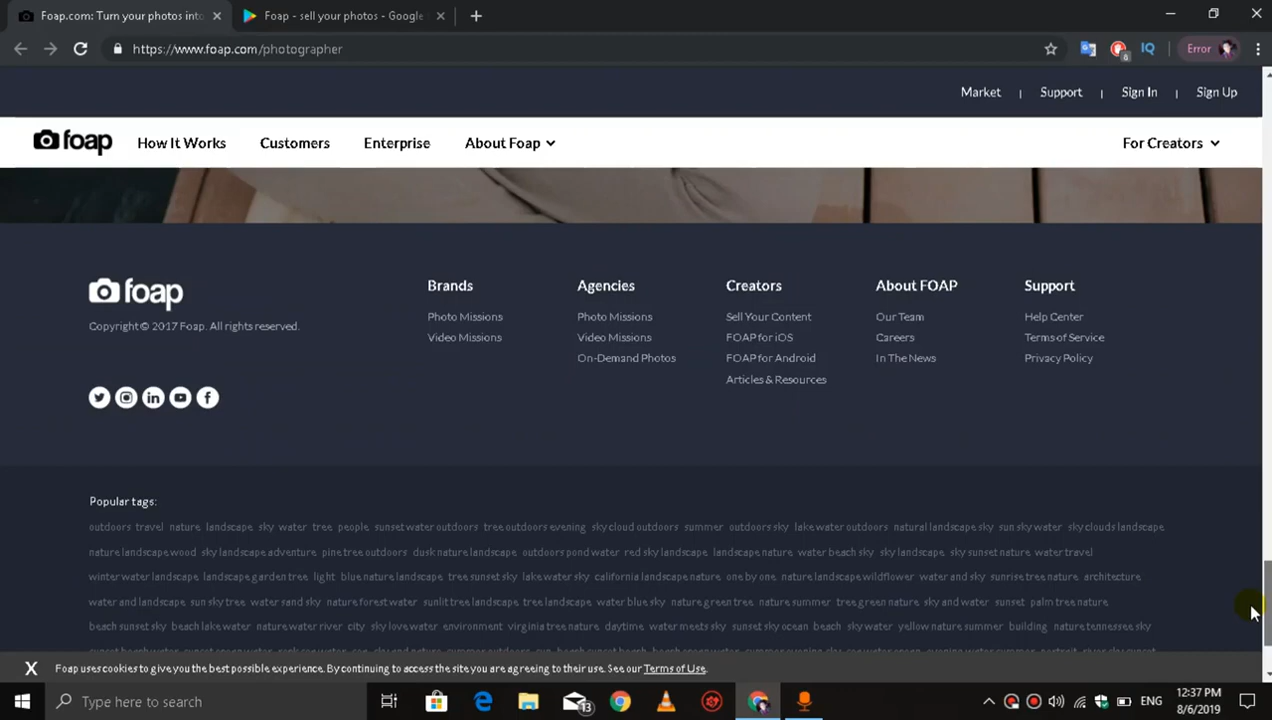 Foap.com: Turn your photos into
Foap - sell your photos - Google
https://www.foap.com/photographer
6
IQ
Error
Market | Support | Sign In | Sign Up
foap
How It Works
Customers
Enterprise
About Foap
For Creators
foap
Copyright © 2017 Foap. All rights reserved.
Brands
Photo Missions
Video Missions
Agencies
Photo Missions
Video Missions
On-Demand Photos
Creators
Sell Your Content
FOAP for iOS
FOAP for Android
Articles & Resources
About FOAP
Our Team
Careers
In The News
Support
Help Center
Terms of Service
Privacy Policy
Popular tags:
outdoors travel nature landscape sky water tree people sunset water outdoors tree outdoors evening sky cloud outdoors summer outdoors sky lake water outdoors natural landscape sky sun sky water sky clouds landscape
nature landscape wood sky landscape adventure pine tree outdoors dusk nature landscape outdoors pond water red sky landscape landscape nature water beach sky sky landscape sky sunset nature water travel
winter water landscape landscape garden tree light blue nature landscape tree sunset sky lake water sky california landscape nature one by one nature landscape wildflower water and sky sunrise tree nature architecture
water and landscape sun sky tree water sand sky nature forest water sunlit tree landscape tree landscape water blue sky nature green tree nature summer tree green nature sky and water sunset palm tree nature
beach sunset sky beach lake water nature water river city sky love water environment virginia tree nature daytime water meets sky sunset sky ocean beach sky water yellow nature summer building nature tennessee sky
X Foap uses cookies to give you the best possible experience. By continuing to access the site you are agreeing to their use. See our Terms of Use.
Type here to search
13
ENG
12:37 PM
8/6/2019